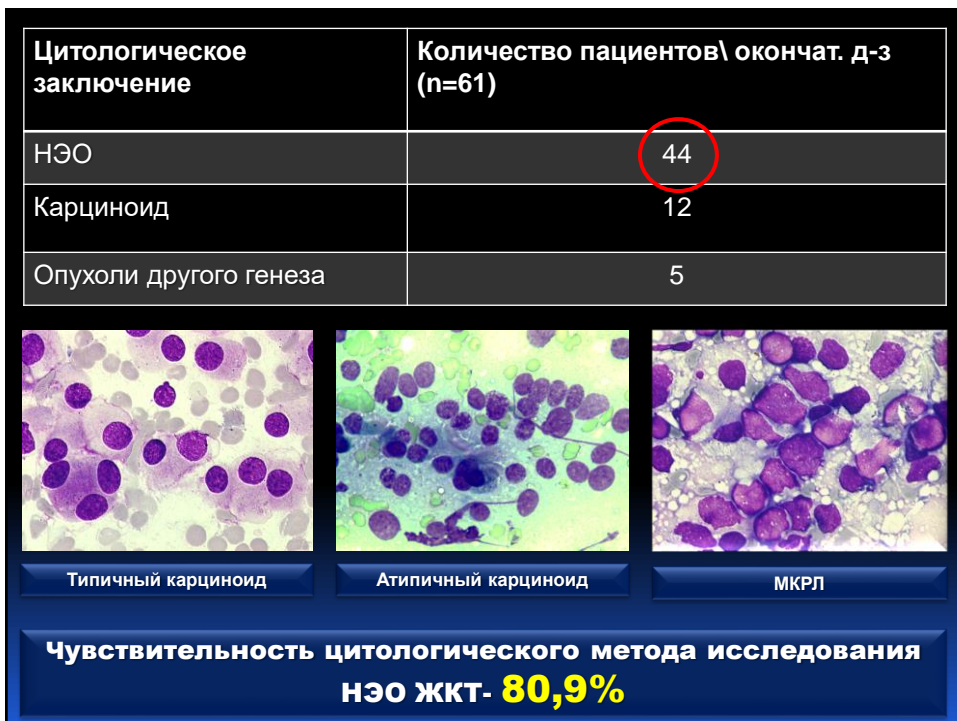 Цитологическое
заключение
Количество пациентов\ окончат. д-з
(n=61)
НЭО
44
Карциноид
12
Опухоли другого генеза
5
Типичный карциноид
Атипичный карциноид
МКРЛ
Чувствительность цитологического метода исследования
НЭО ЖКТ- 80,9%